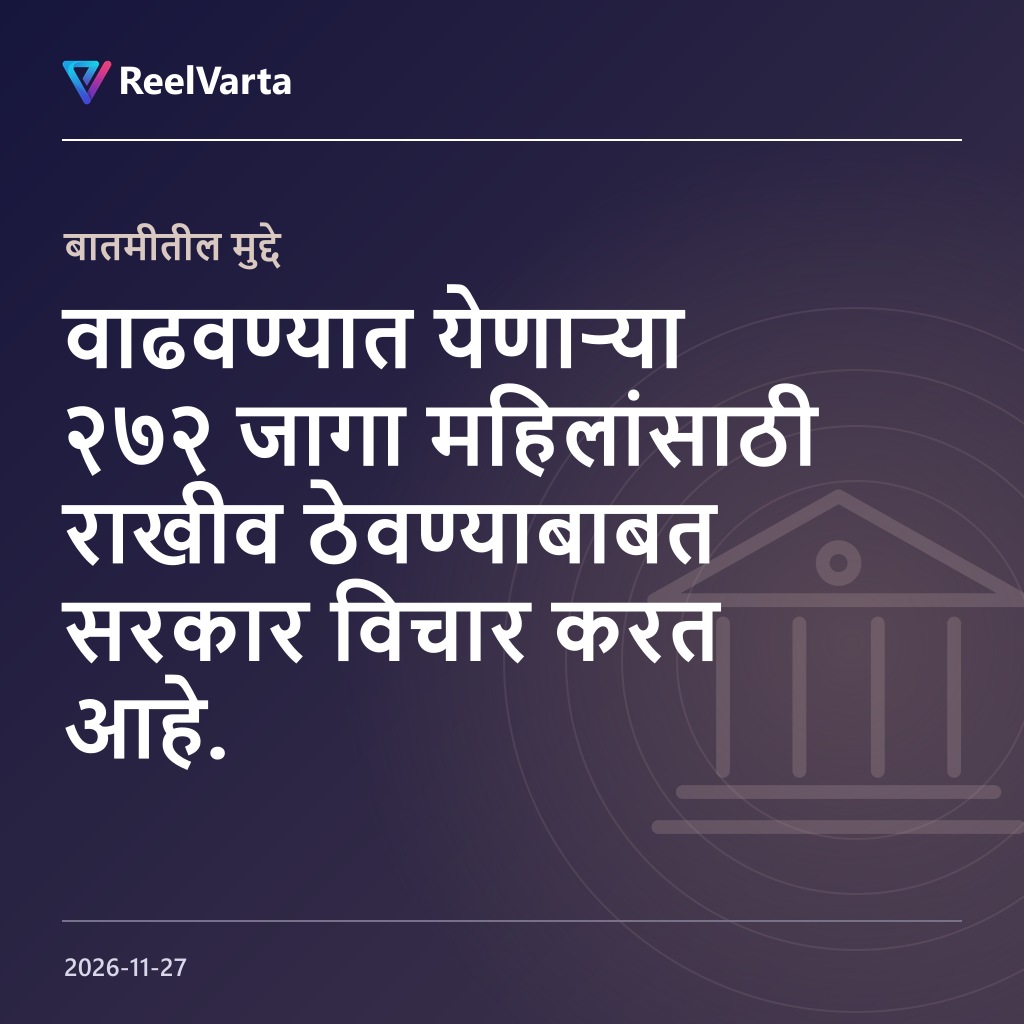 ReelVarta
बातमीतील मुद्दे
वाढवण्यात येणाऱ्या
२७२ जागा महिलांसाठी
राखीव ठेवण्याबाबत
सरकार विचार करत
आहे.
2026-11-27